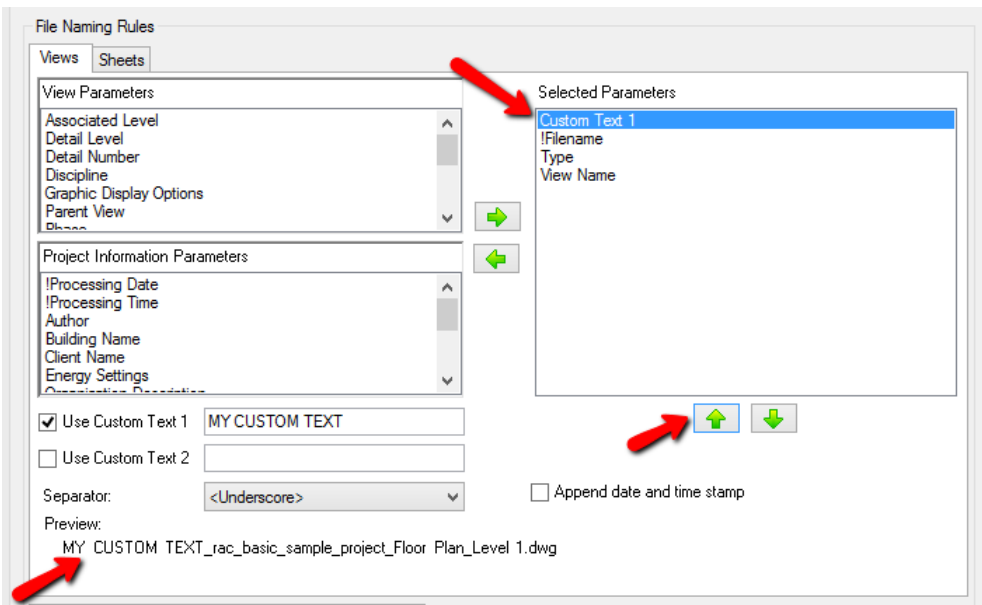 File Naming Rules
Views Sheets
View Parameters
Associated Level
Detail Level
Detail Number
Discipline
Graphic Display Options
Parent View
Phase
Project Information Parameters
!Processing Date
!Processing Time
Author
Building Name
Client Name
Energy Settings
Organization Description
Selected Parameters
Custom Text 1
!Filename
Type
View Name
Use Custom Text 1 MY CUSTOM TEXT
Use Custom Text 2
Separator: <Underscore>
Append date and time stamp
Preview:
MY CUSTOM TEXT_rac_basic_sample_project_Floor Plan_Level 1.dwg